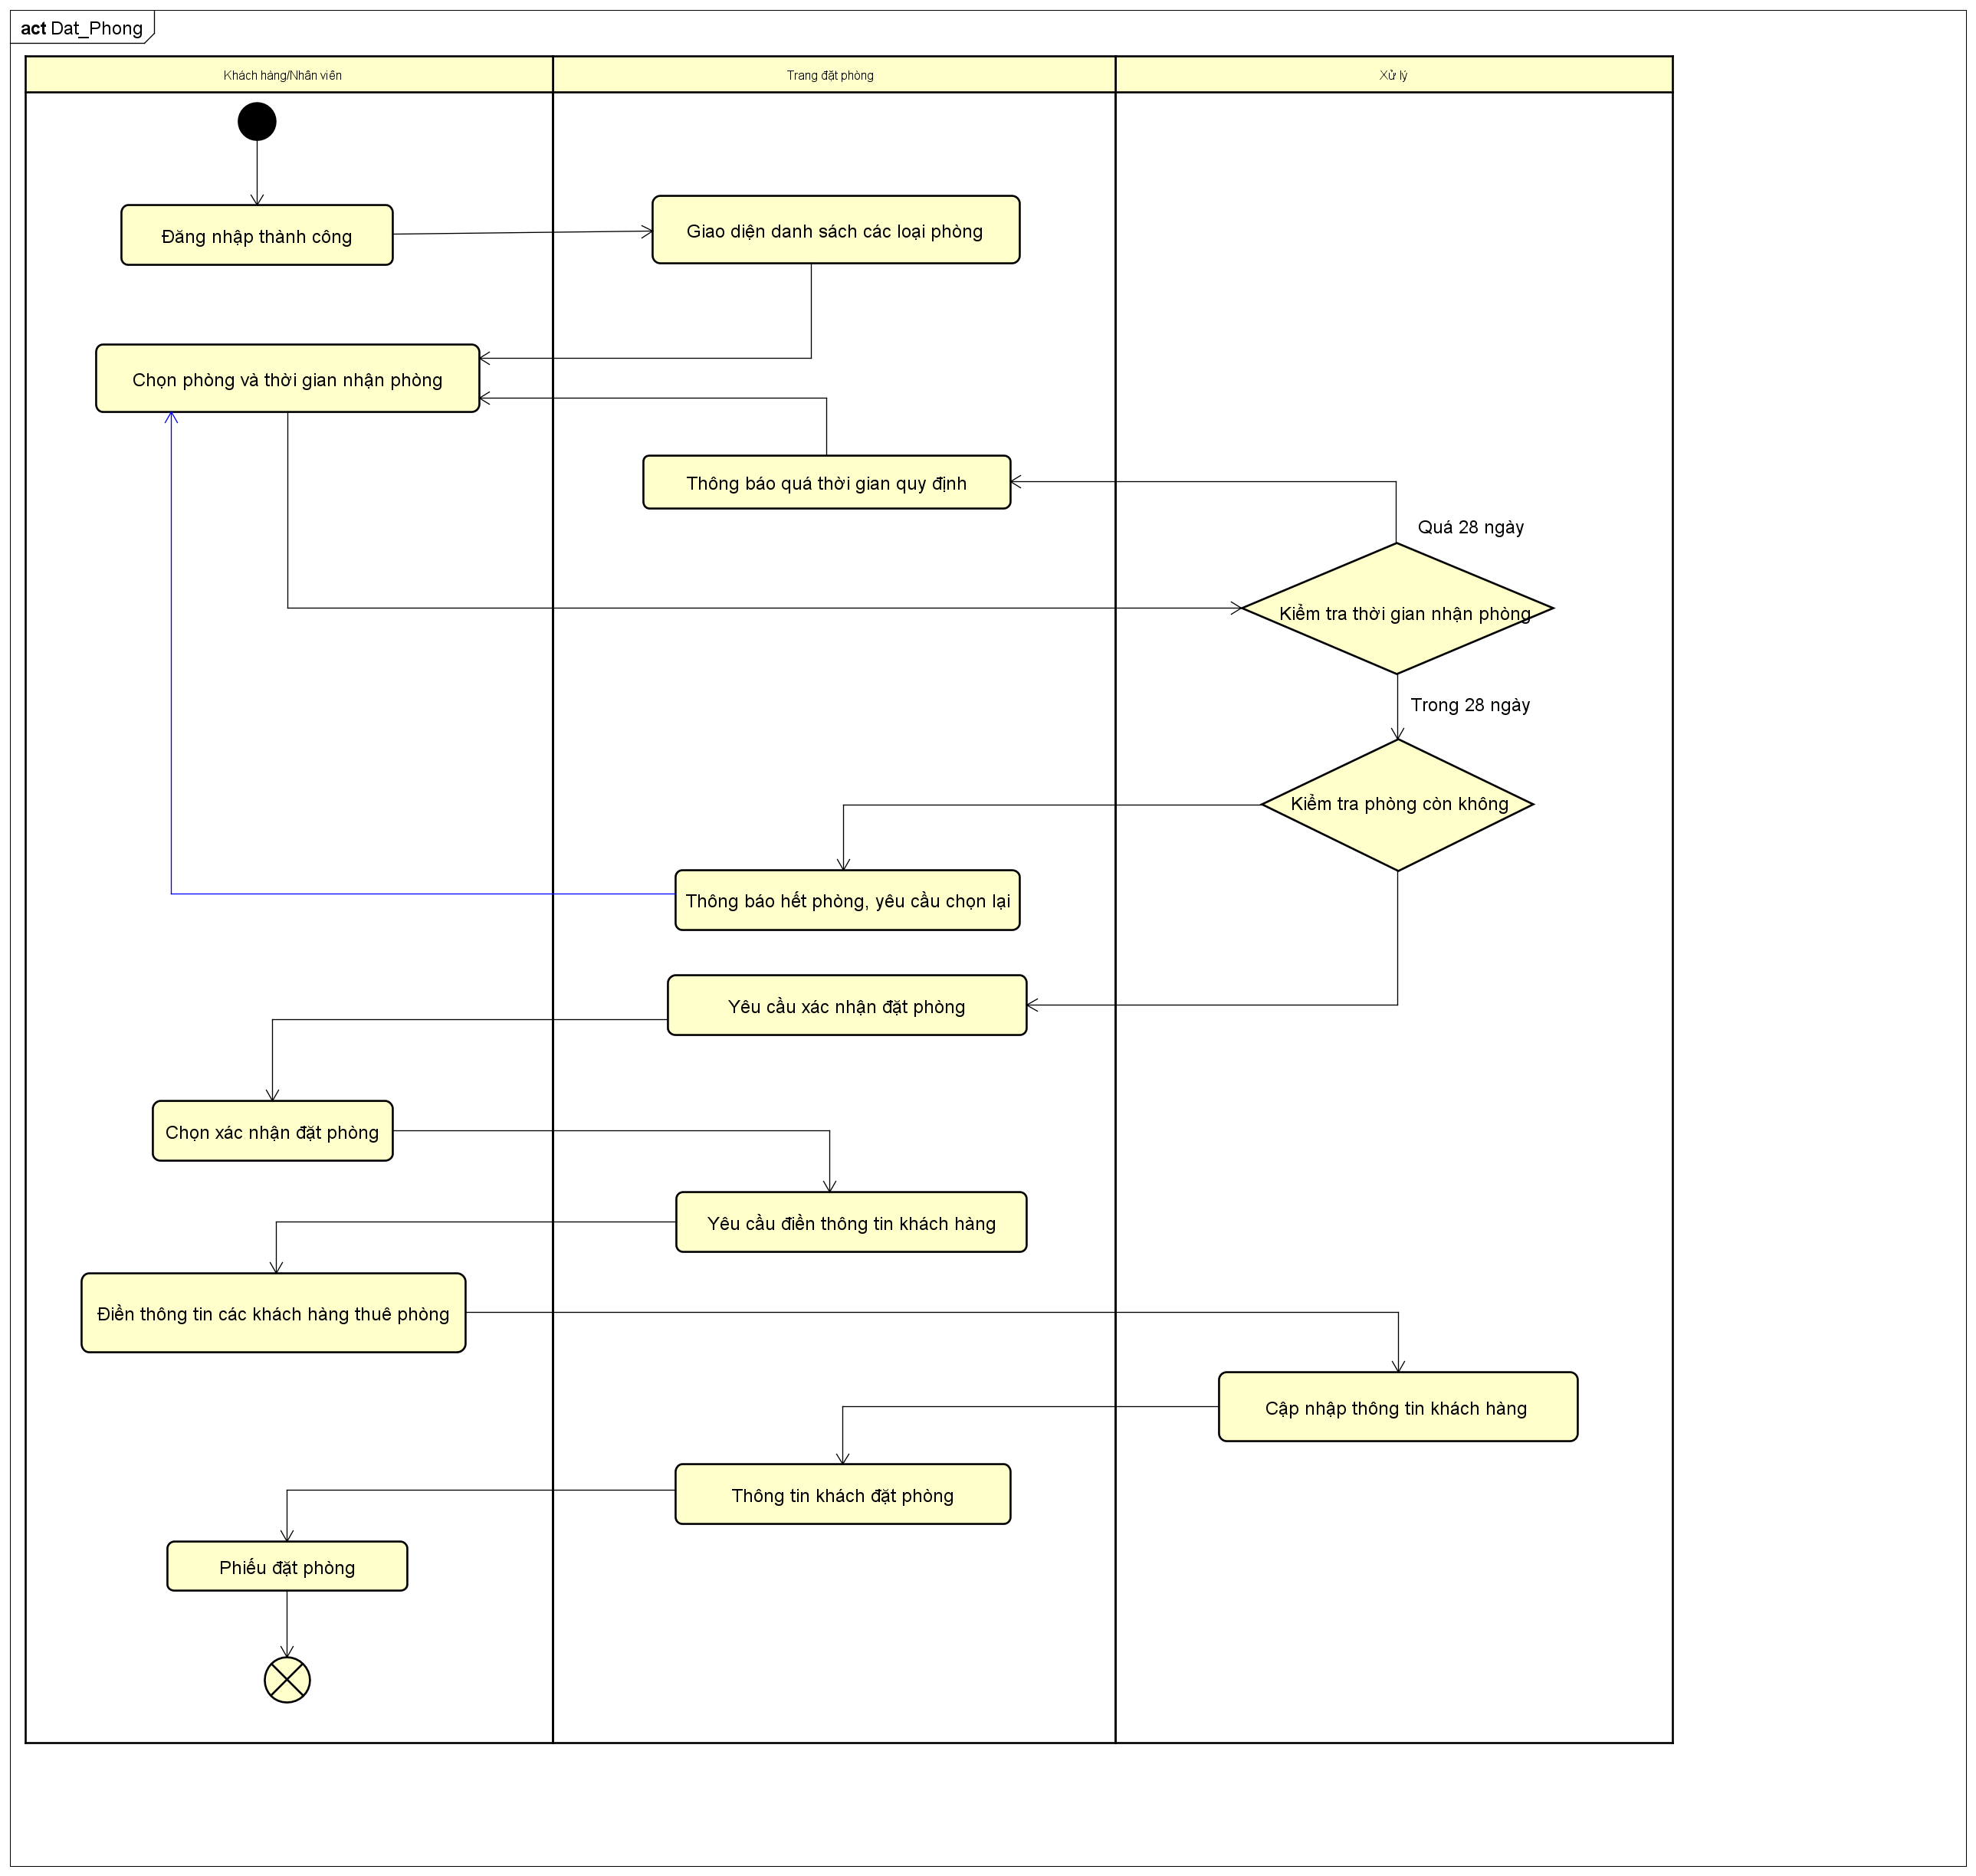 act Dat_Phong
Khách hàng/Nhân viên
Trang đặt phòng
Xử lý
Đăng nhập thành công
Giao diện danh sách các loại phòng
Chọn phòng và thời gian nhận phòng
Thông báo quá thời gian quy định
Quá 28 ngày
Kiểm tra thời gian nhận phòng
Trong 28 ngày
Kiểm tra phòng còn không
Thông báo hết phòng, yêu cầu chọn lại
Yêu cầu xác nhận đặt phòng
Chọn xác nhận đặt phòng
Yêu cầu điền thông tin khách hàng
Điền thông tin các khách hàng thuê phòng
Cập nhập thông tin khách hàng
Thông tin khách đặt phòng
Phiếu đặt phòng